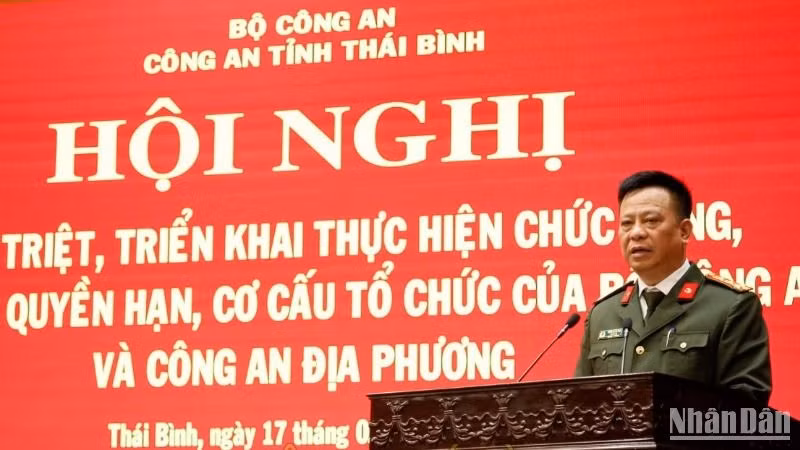 BỘ CÔNG AN
CÔNG AN TỈNH THÁI BÌNH
HỘI NGHỊ
TRIỆT, TRIỂN KHAI THỰC HIỆN CHỨC
QUYỀN HẠN, CƠ CẤU TỔ CHỨC CỦA
VÀ CÔNG AN ĐỊA PHƯƠNG
Thái Bình, ngày 17 tháng
NhânDân